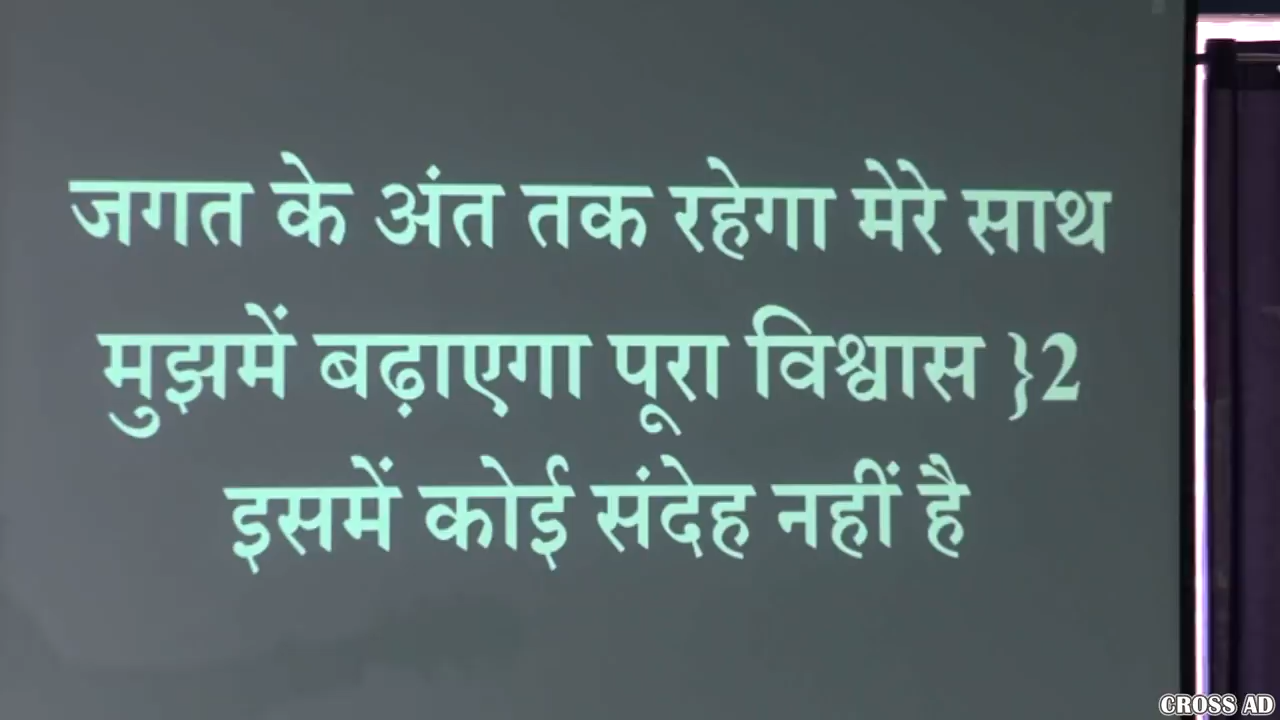 जगत के अंत तक रहेगा मेरे साथ
मुझमें बढ़ाएगा पूरा विश्वास }2
इसमें कोई संदेह नहीं है
CROSS AD